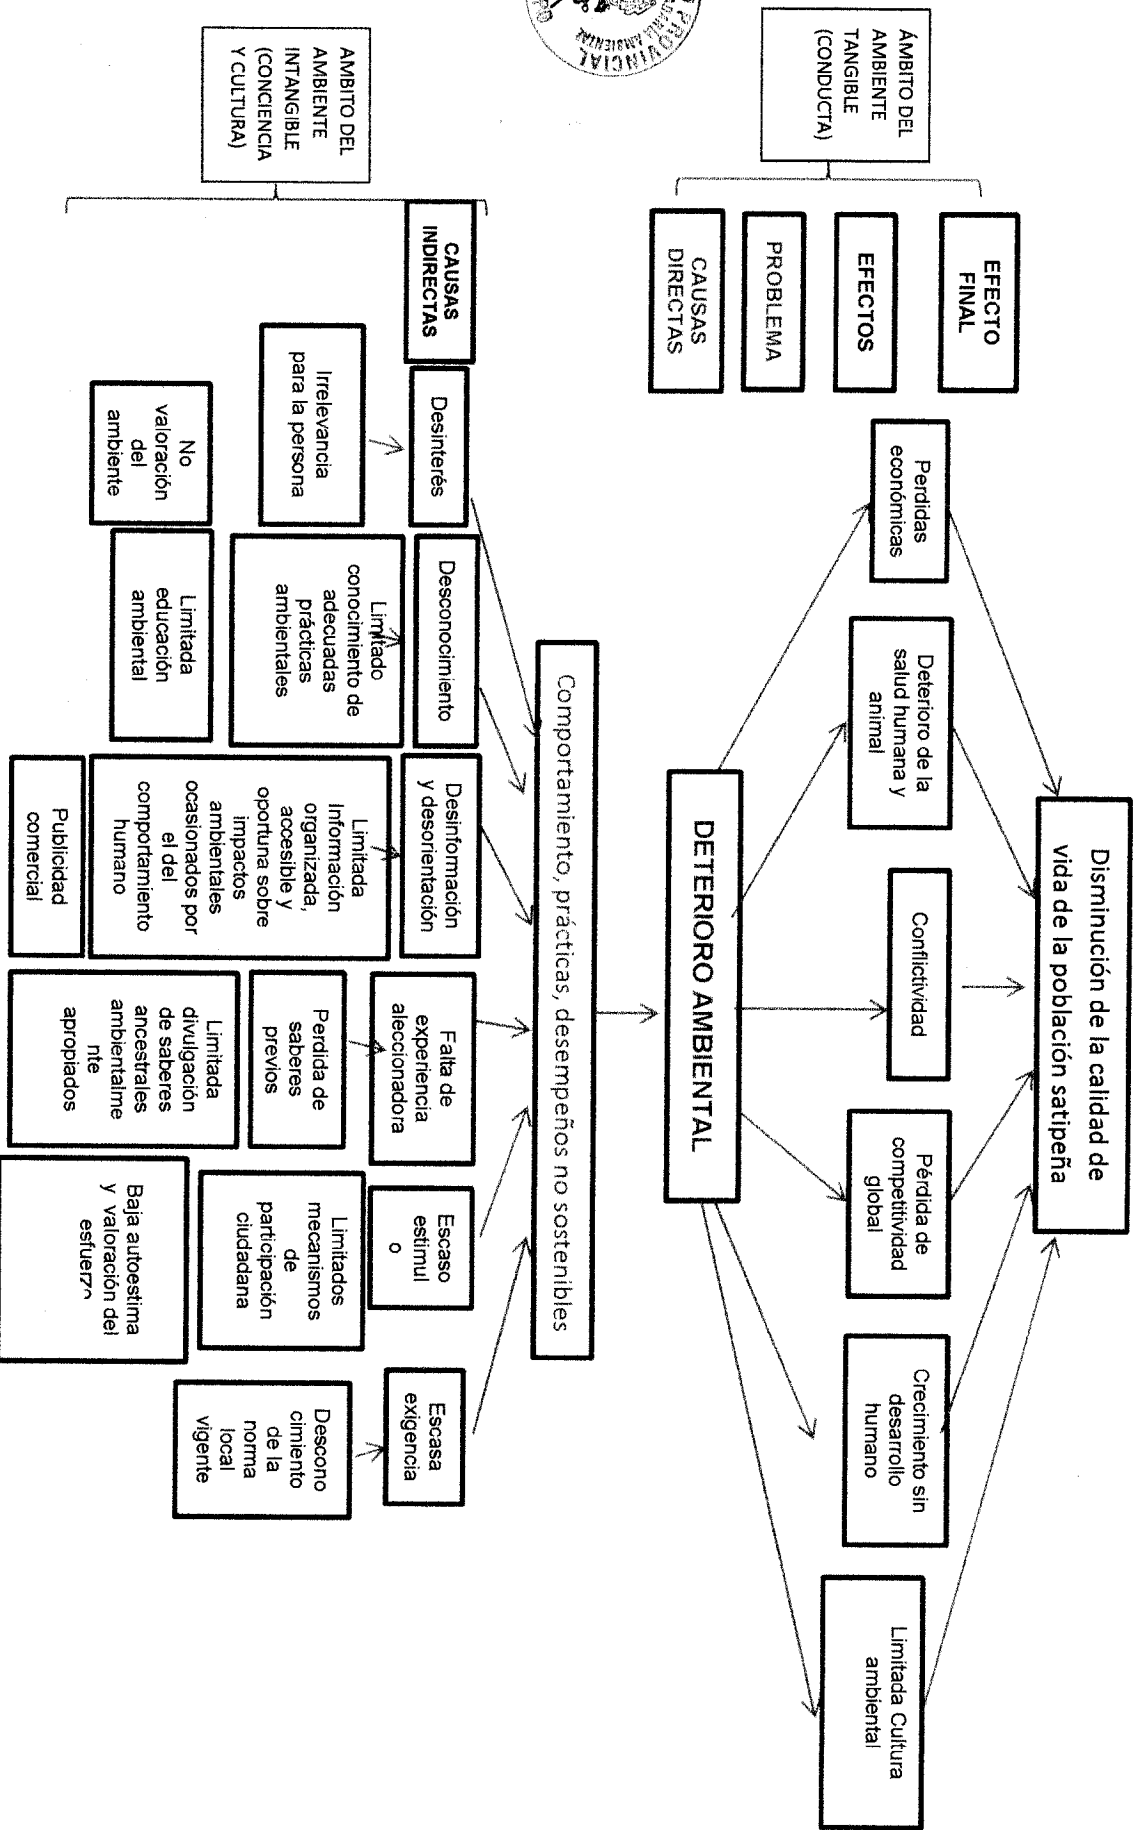 Disminución de la calidad de
vida de la población satipeña
EFECTO
FINAL
ÁMBITO DEL
AMBIENTE
TANGIBLE
(CONDUCTA)
EFECTOS
PROBLEMA
CAUSAS
DIRECTAS
Perdidas
económicas
Deterioro de la
salud humana y
animal
Conflictividad
Pérdida de
competitividad
global
Crecimiento sin
desarrollo
humano
Limitada Cultura
ambiental
DETERIORO AMBIENTAL
PROVINCIAL
AMBIENTAL
Comportamiento, prácticas, desempeños no sostenibles
AMBITO DEL
AMBIENTE
INTANGIBLE
(CONCIENCIA
Y CULTURA)
CAUSAS
INDIRECTAS
Desinterés
Desconocimiento
Desinformación
y desorientación
Falta de
experiencia
aleccionadora
Escaso
estimul
o
Escasa
exigencia
Irrelevancia
para la persona
Limitado
conocimiento de
adecuadas
prácticas
ambientales
Limitada
Información
organizada,
accesible y
oportuna sobre
impactos
ambientales
ocasionados por
el del
comportamiento
humano
Perdida de
saberes
previos
Limitados
mecanismos
de
participación
ciudadana
Descono
cimiento
de la
norma
local
vigente
No
valoración
del
ambiente
Limitada
educación
ambiental
Publicidad
comercial
Limitada
divulgación
de saberes
ancestrales
ambientalme
nte
apropiados
Baja autoestima
y valoración del
esfuerzo